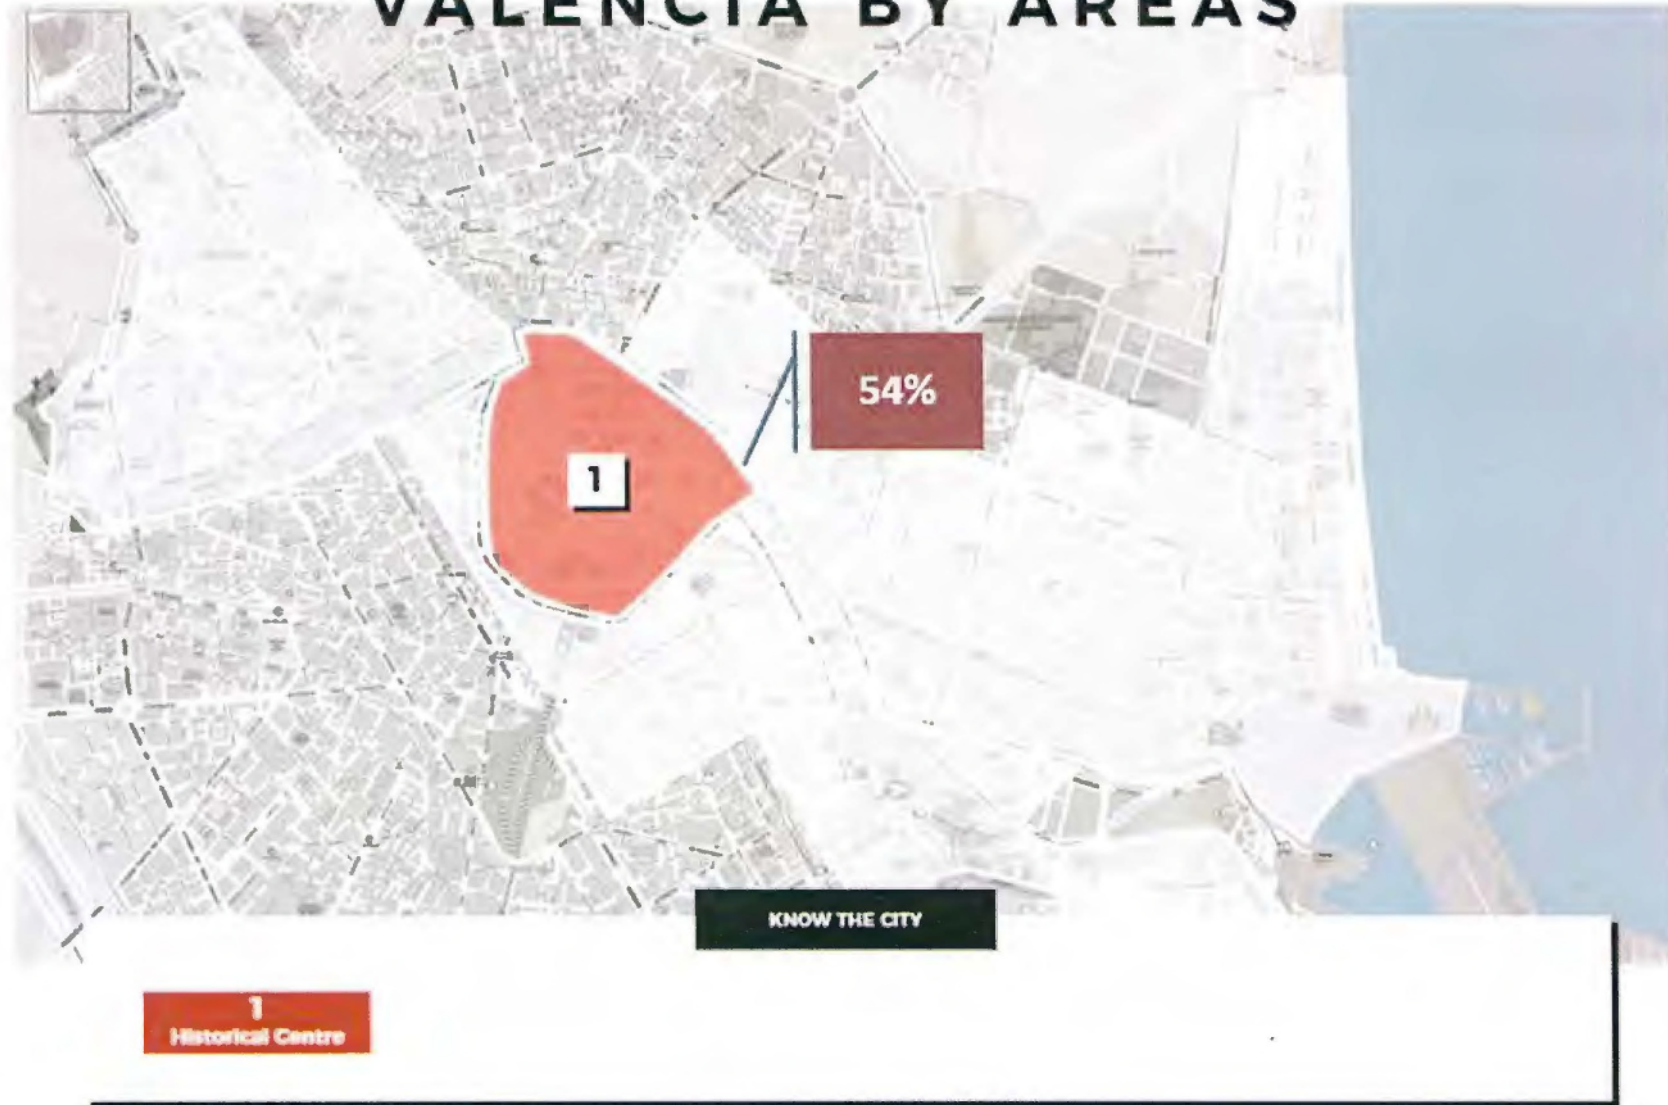 VALENCIA BY AREAS
54%
1
KNOW THE CITY
1
Historical Centre